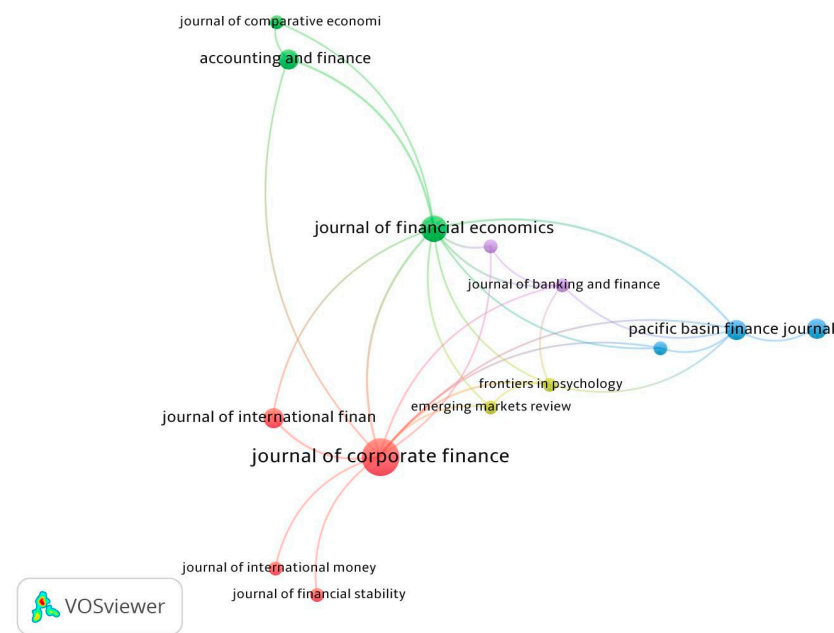 journal of comparative economi
accounting and finance
journal of financial economics
journal of banking and finance
pacific basin finance journal
frontiers in psychology
emerging markets review
journal of international finan
journal of corporate finance
journal of international money
journal of financial stability
VOSviewer